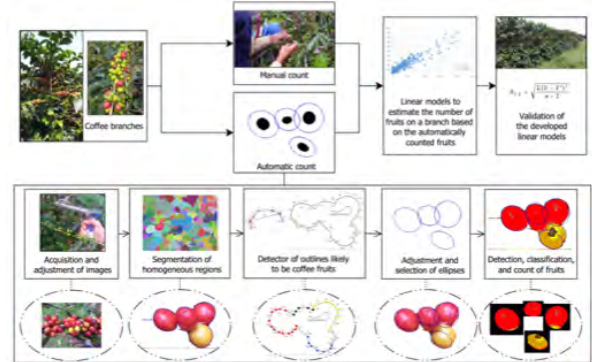 Coffee branches
Manual count
Automatic count
Linear models to
estimate the number of
fruits on a branch based
on the automatically
counted fruits
Validation of
the developed
linear models
Acquisition and
adjustment of images
Segmentation of
homogeneous regions
Detector of outlines likely
to be coffee fruits
Adjustment and
selection of ellipses
Detection, classification,
and count of fruits